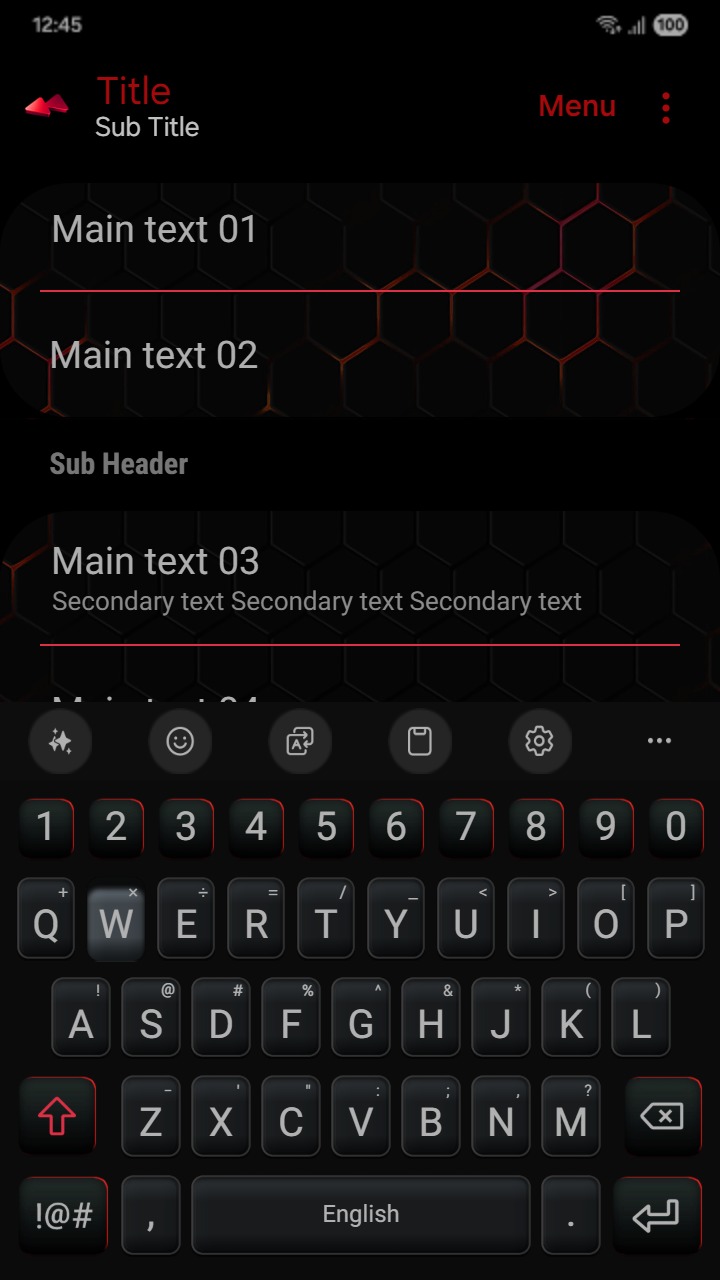 12:45
100
Title
Sub Title
Menu
Main text 01
Main text 02
Sub Header
Main text 03
Secondary text Secondary text Secondary text
1 2 3 4 5 6 7 8 9 0
+ × ÷ = / _ < > [ ]
Q W E R T Y U I O P
! @ # % ^ & * ( )
A S D F G H J K L
- ' " : ; , ?
Z X C V B N M
!@# , English .